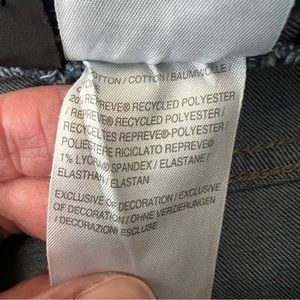 COTTON / COTTON / BAUMWOLLE
REPREVE® RECYCLED POLYESTER /
REPREVE® RECYCLED POLYESTER /
RECYCELTES REPREVE®-POLYESTER /
POLIESTERE RICICLATO REPREVE®
1% LYCRA® SPANDEX / ELASTANE /
ELASTHAN / ELASTAN
EXCLUSIVE OF DECORATION / EXCLUSIVE
OF DECORATION / OHNE VERZIERUNGEN
/ DECORAZIONI ESCLUSE